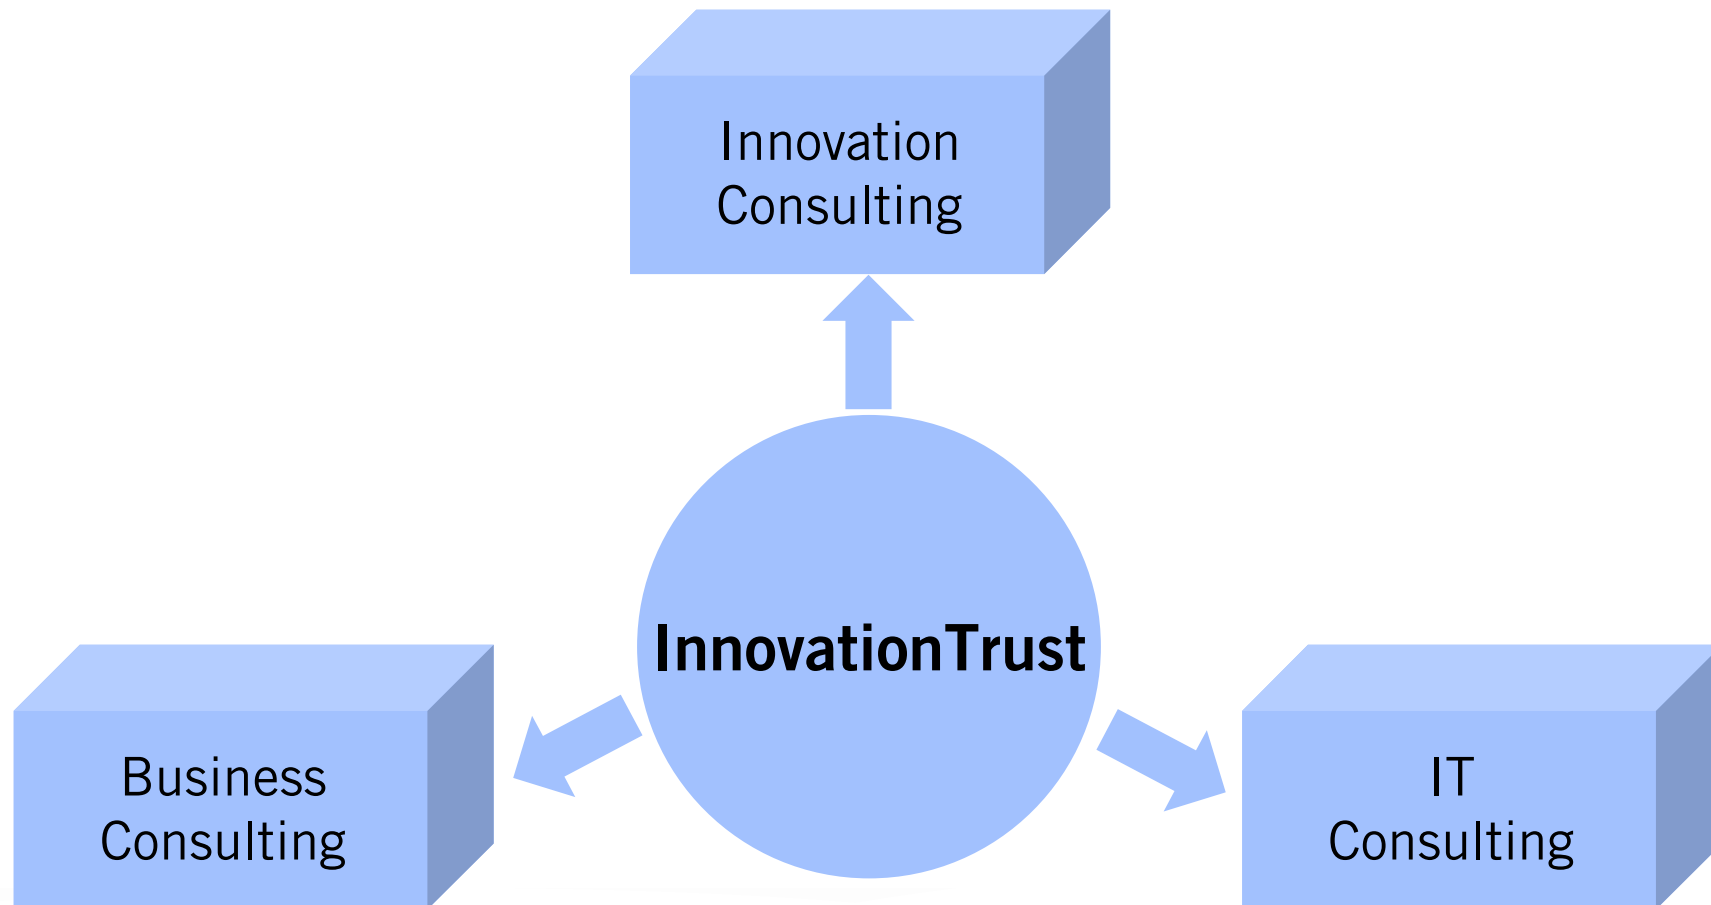 Innovation
Consulting
InnovationTrust
Business
Consulting
IT
Consulting